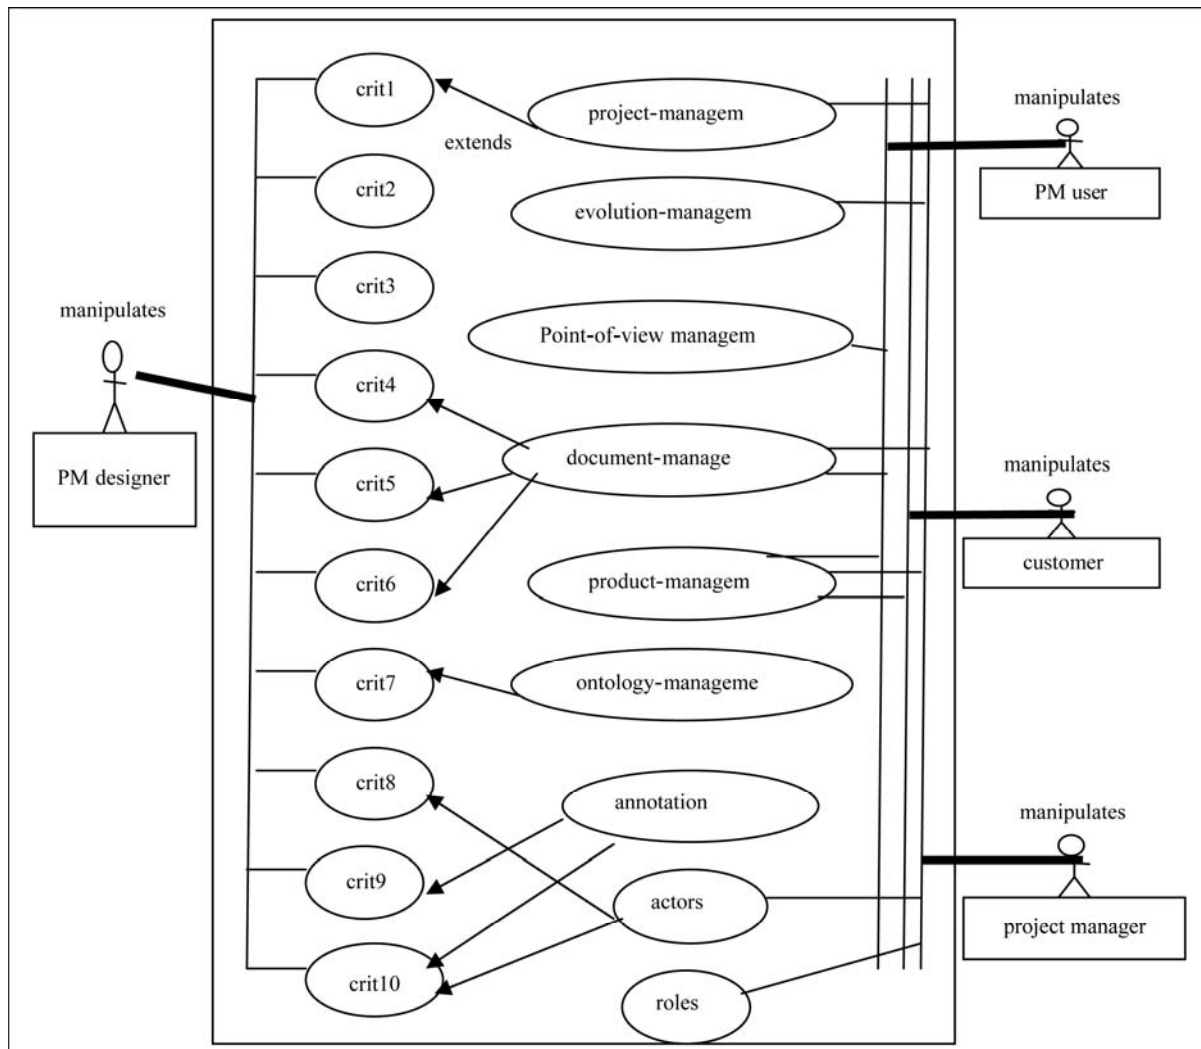 crit1
project-managem
manipulates
extends
crit2
PM user
evolution-managem
crit3
manipulates
Point-of-view managem
crit4
document-manage
manipulates
PM designer
crit5
crit6
product-managem
customer
crit7
ontology-manageme
crit8
annotation
manipulates
crit9
actors
project manager
crit10
roles